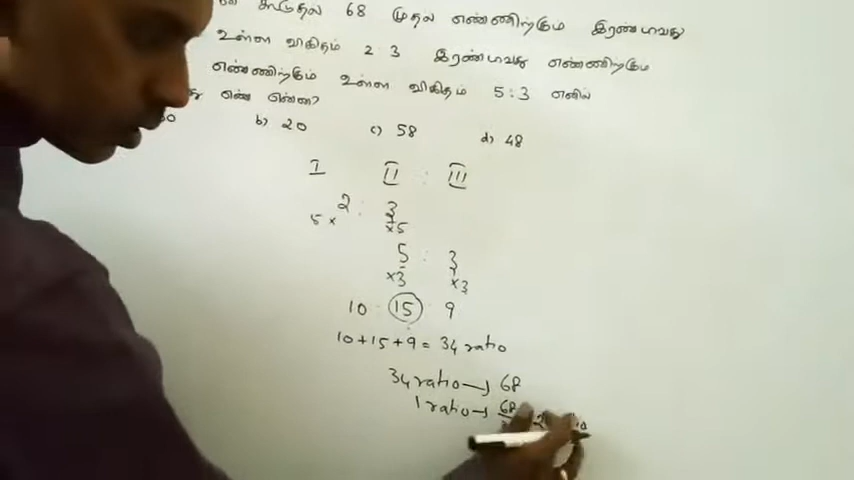 கூடுதல் 68 முதல் எண்ணிற்கும் இரண்டாவது
உள்ள விகிதம் 2:3 இரண்டாவது எண்ணிற்கும்
எண்ணிற்கும் உள்ள விகிதம் 5:3 எனில்
எண் என்ன?
b) 20 c) 58 d) 48
I II : III
2 : 3
5 × ×5
5 : 3
×3 ×3
10 : 15 : 9
10+15+9 = 34 ratio
34 ratio → 68
1 ratio → 68